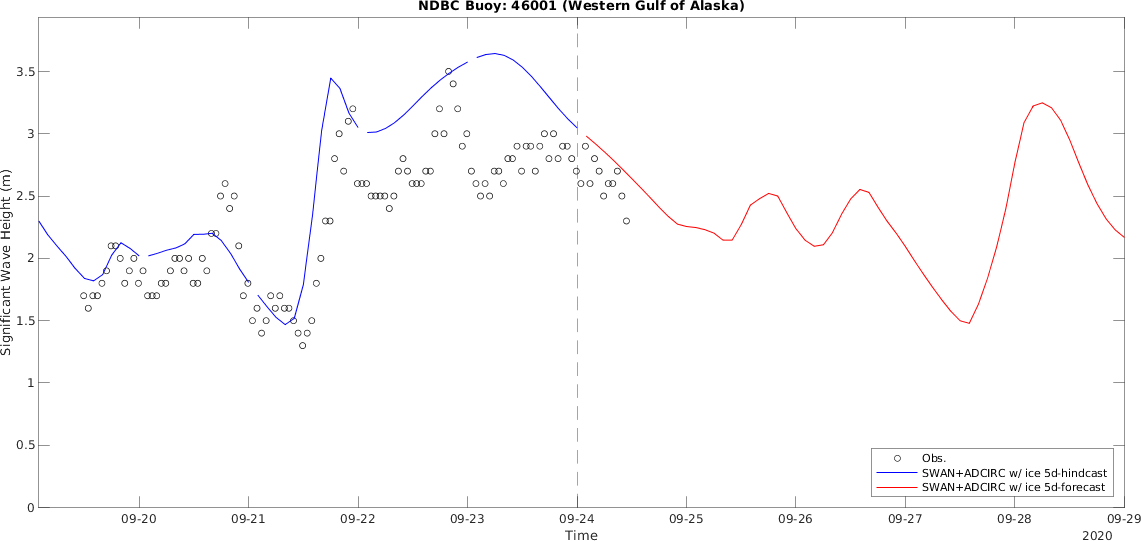 NDBC Buoy: 46001 (Western Gulf of Alaska)
Significant Wave Height (m)
3.5
3
2.5
2
1.5
1
0.5
0
Obs.
SWAN+ADCIRC w/ ice 5d-hindcast
SWAN+ADCIRC w/ ice 5d-forecast
09-20 09-21 09-22 09-23 09-24 09-25 09-26 09-27 09-28 09-29
Time
2020